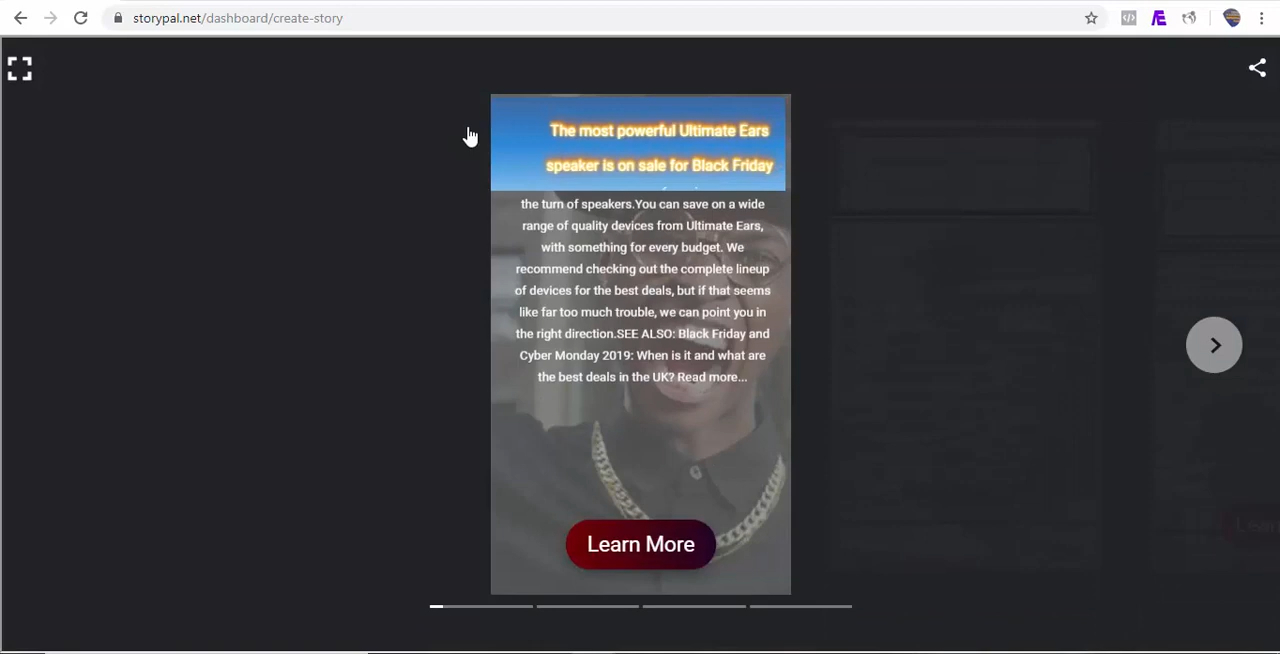 storypal.net/dashboard/create-story
The most powerful Ultimate Ears
speaker is on sale for Black Friday
the turn of speakers.You can save on a wide
range of quality devices from Ultimate Ears,
with something for every budget. We
recommend checking out the complete lineup
of devices for the best deals, but if that seems
like far too much trouble, we can point you in
the right direction.SEE ALSO: Black Friday and
Cyber Monday 2019: When is it and what are
the best deals in the UK? Read more...
Learn More